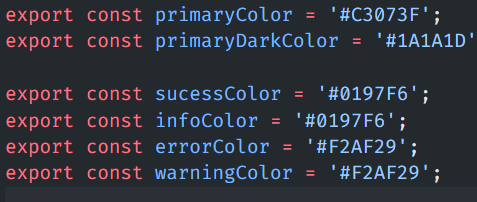 export const primaryColor = '#C3073F';
export const primaryDarkColor = '#1A1A1D'
export const sucessColor = '#0197F6';
export const infoColor = '#0197F6';
export const errorColor = '#F2AF29';
export const warningColor = '#F2AF29';